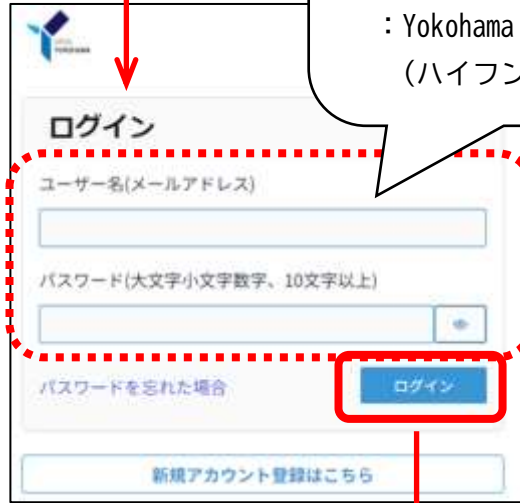 ：Yokohama
（ハイフン
YOKOHAMA
ログイン
ユーザー名(メールアドレス)
パスワード(大文字小文字数字、10文字以上)
パスワードを忘れた場合
ログイン
新規アカウント登録はこちら